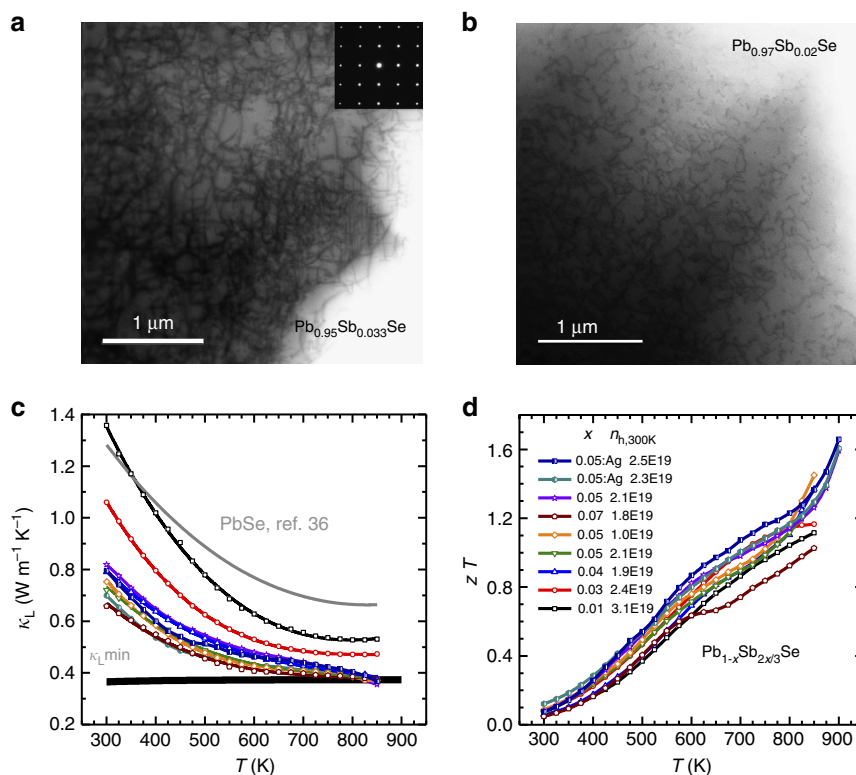 a
b
Pb0.97Sb0.02Se
1 μm
Pb0.95Sb0.033Se
1 μm
c
1.4
1.2
1.0
0.8
0.6
0.4
0.2
κL (W m−1 K−1)
PbSe, ref. 36
κLmin
300 400 500 600 700 800 900
T (K)
d
1.6
1.2
0.8
0.4
0.0
z T
x nh,300K
0.05:Ag 2.5E19
0.05:Ag 2.3E19
0.05 2.1E19
0.07 1.8E19
0.05 1.0E19
0.05 2.1E19
0.04 1.9E19
0.03 2.4E19
0.01 3.1E19
Pb1-xSb2x/3Se
300 400 500 600 700 800 900
T (K)